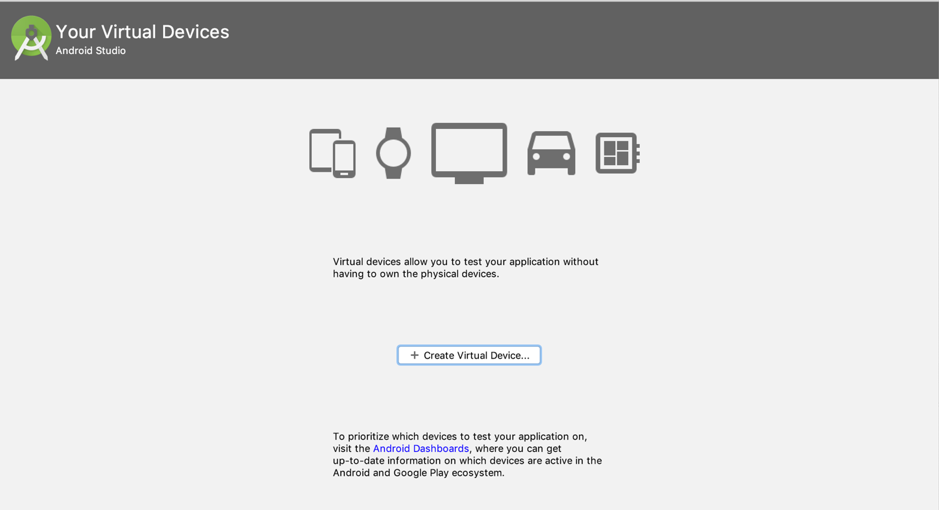 Your Virtual Devices
Android Studio
Virtual devices allow you to test your application without
having to own the physical devices.
+ Create Virtual Device...
To prioritize which devices to test your application on,
visit the Android Dashboards, where you can get
up-to-date information on which devices are active in the
Android and Google Play ecosystem.